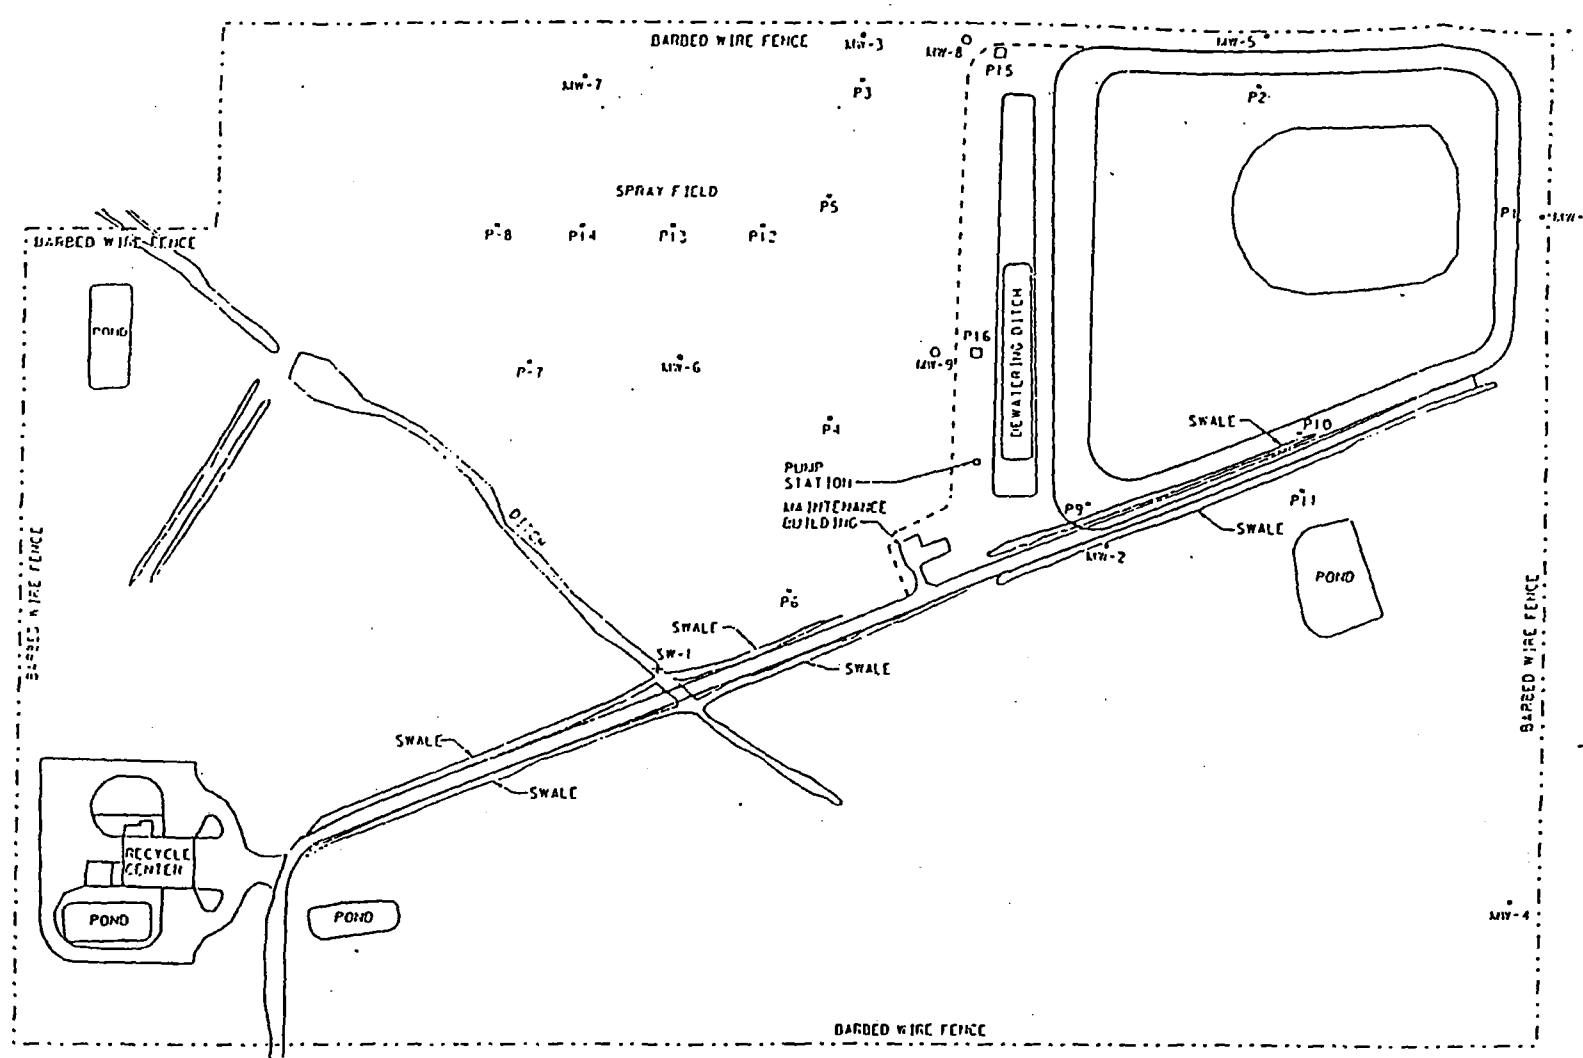 BARBED WIRE FENCE
MW-3
MW-8
P15
MW-5
MW-7
P3
P2
SPRAY FIELD
P5
P1
MW-
P-8
P14
P13
P12
BARBED WIRE FENCE
POND
DEWATERING DITCH
P16
MW-9
P-7
MW-6
P4
SWALE
P10
PUMP
STATION
P9
P11
MAINTENANCE
BUILDING
SWALE
DITCH
MW-2
POND
BARBED WIRE FENCE
P6
SWALE
SW-1
SWALE
BARBED WIRE FENCE
SWALE
SWALE
RECYCLE
CENTER
POND
POND
MW-4
BARBED WIRE FENCE